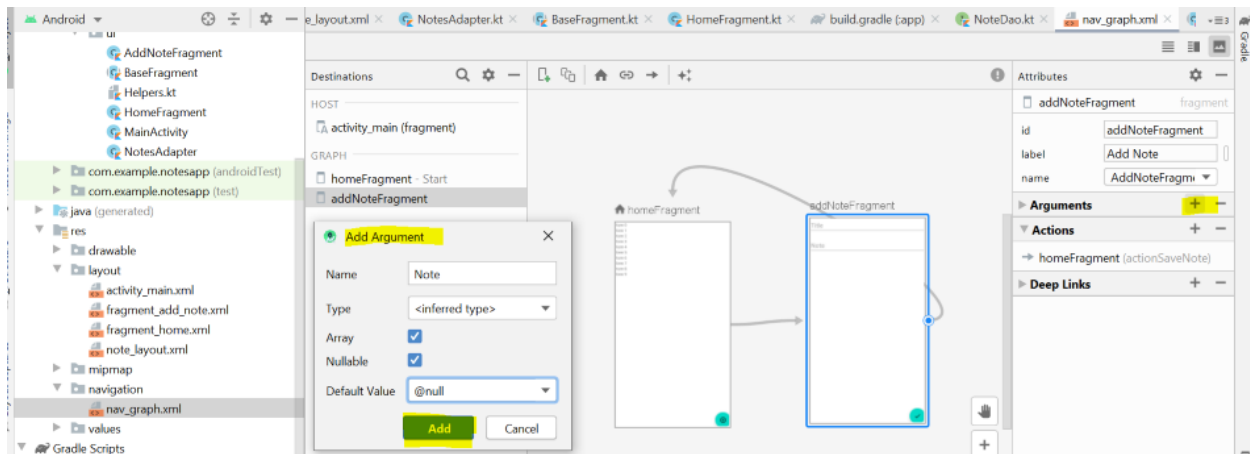 Android
e_layout.xml
NotesAdapter.kt
BaseFragment.kt
HomeFragment.kt
build.gradle (:app)
NoteDao.kt
nav_graph.xml
Gradle
ui
AddNoteFragment
BaseFragment
Helpers.kt
HomeFragment
MainActivity
NotesAdapter
com.example.notesapp (androidTest)
com.example.notesapp (test)
java (generated)
res
drawable
layout
activity_main.xml
fragment_add_note.xml
fragment_home.xml
note_layout.xml
mipmap
navigation
nav_graph.xml
values
Gradle Scripts
Destinations
HOST
activity_main (fragment)
GRAPH
homeFragment - Start
addNoteFragment
Add Argument
Name Note
Type <inferred type>
Array
Nullable
Default Value @null
Add Cancel
homeFragment
addNoteFragment
Title
Note
Attributes
addNoteFragment fragment
id addNoteFragment
label Add Note
name AddNoteFragm
Arguments
Actions
homeFragment (actionSaveNote)
Deep Links